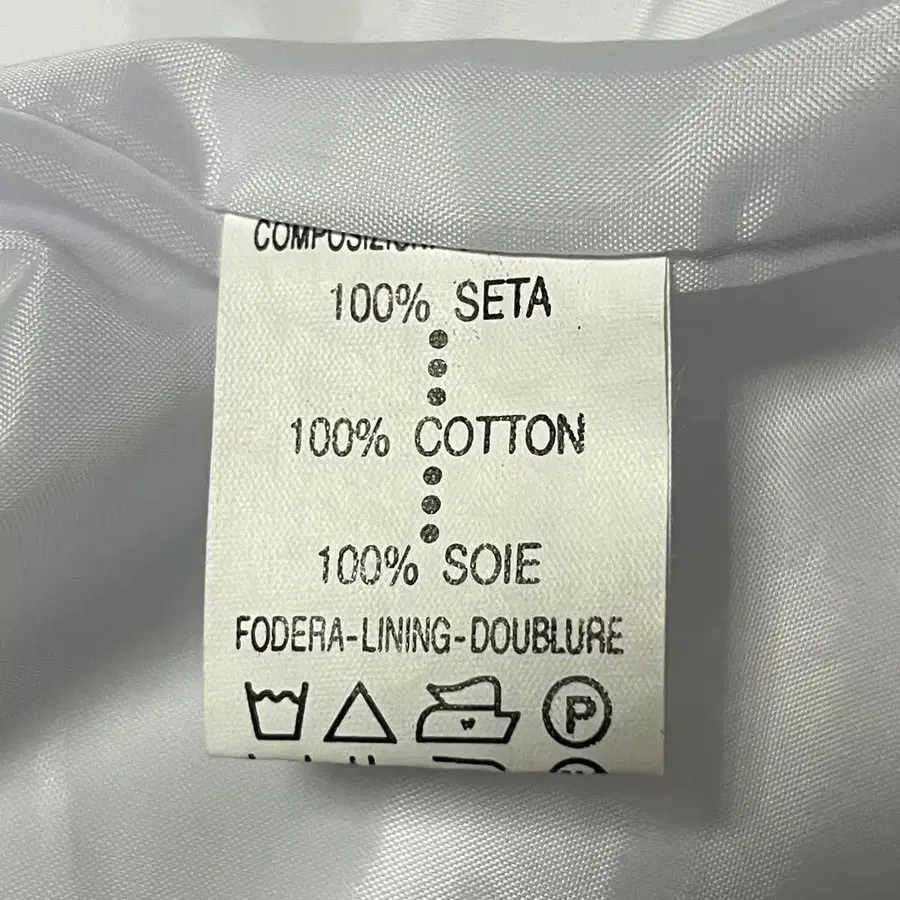 100% SETA
100% COTTON
100% SOIE
FODERA-LINING-DOUBLURE
P